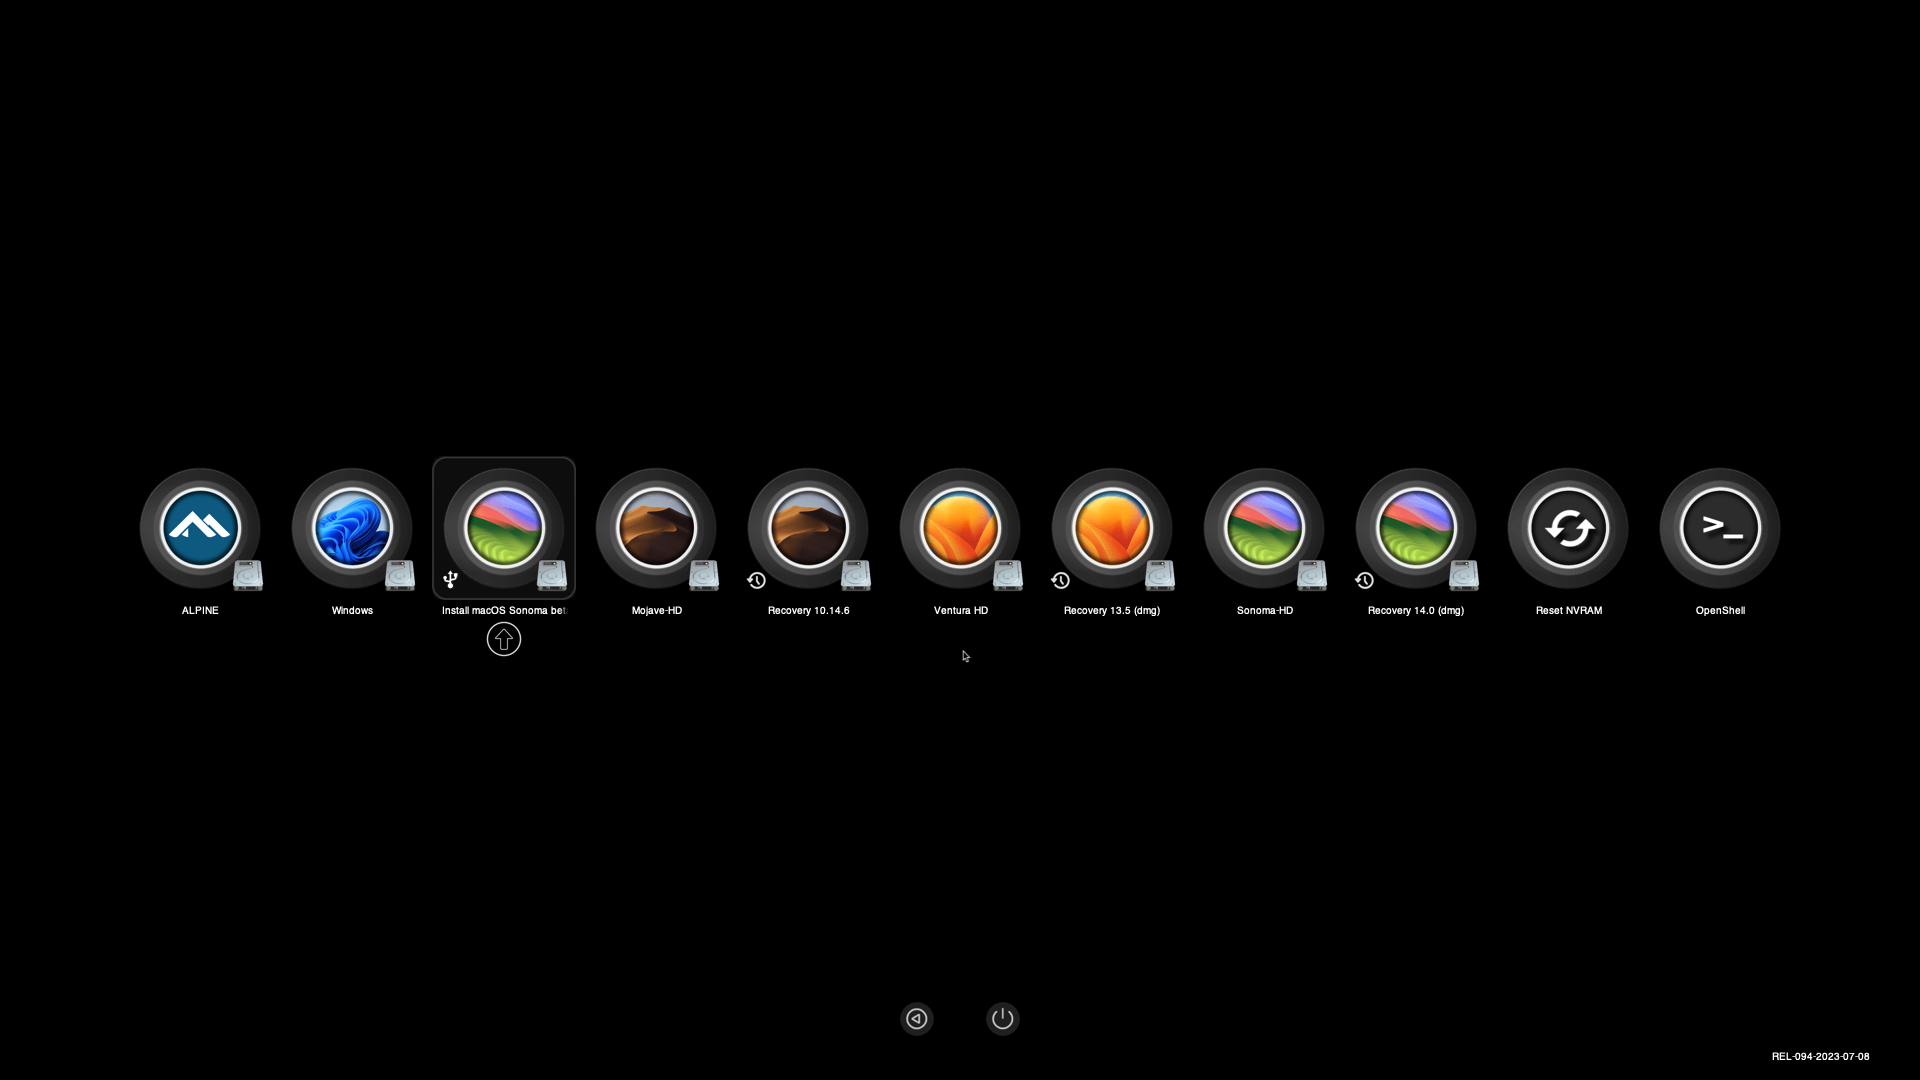 ALPINE
Windows
Install macOS Sonoma bet
Mojave-HD
Recovery 10.14.6
Ventura HD
Recovery 13.5 (dmg)
Sonoma-HD
Recovery 14.0 (dmg)
Reset NVRAM
OpenShell
REL-094-2023-07-08